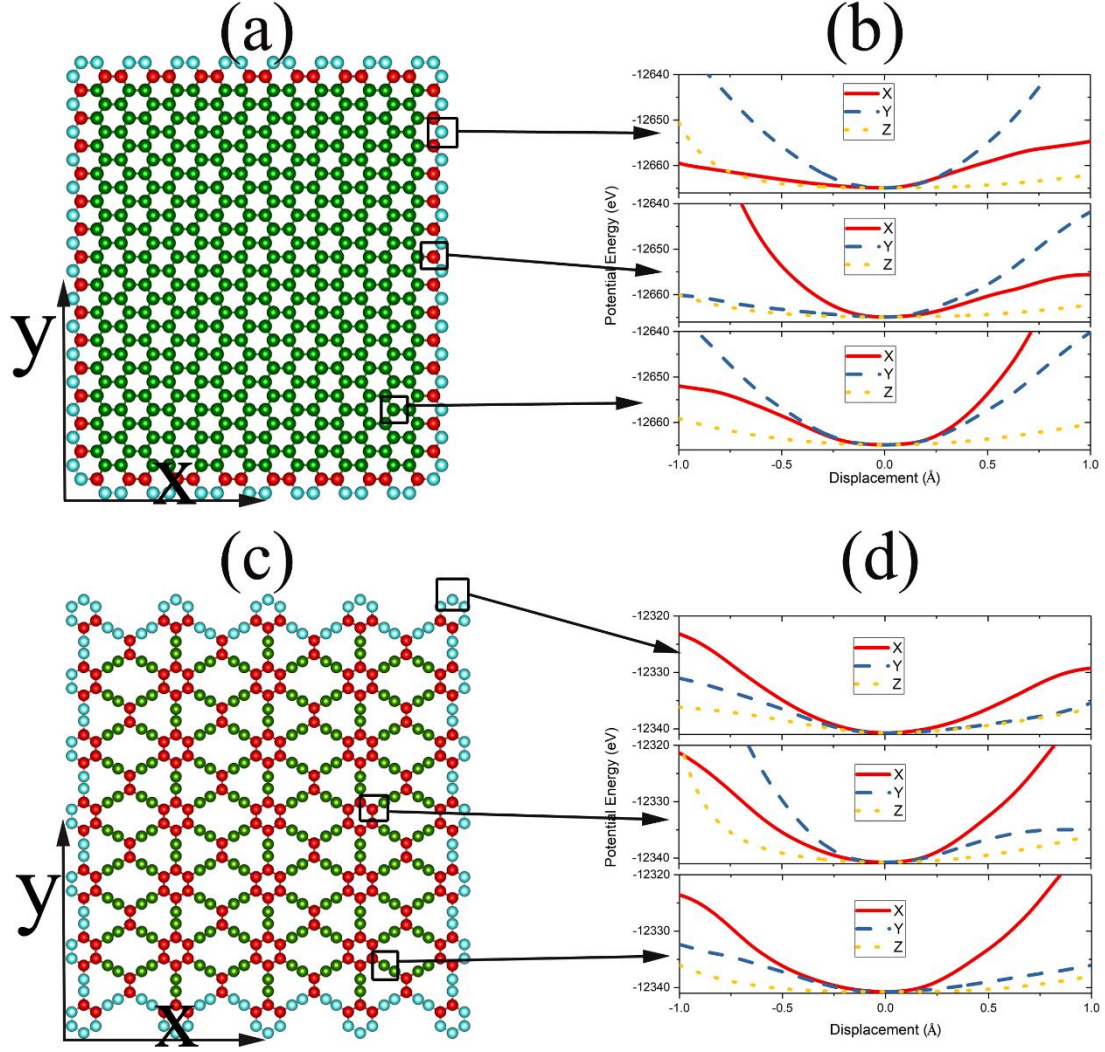 (a)
(b)
y
x
-12640
-12650
-12660
-12640
-12650
-12660
-12640
-12650
-12660
X
Y
Z
X
Y
Z
X
Y
Z
Potential Energy (eV)
-1.0
-0.5
0.0
0.5
1.0
Displacement (Å)
(c)
(d)
y
x
-12320
-12330
-12340
-12320
-12330
-12340
-12320
-12330
-12340
X
Y
Z
X
Y
Z
X
Y
Z
Potential Energy (eV)
-1.0
-0.5
0.0
0.5
1.0
Displacement (Å)